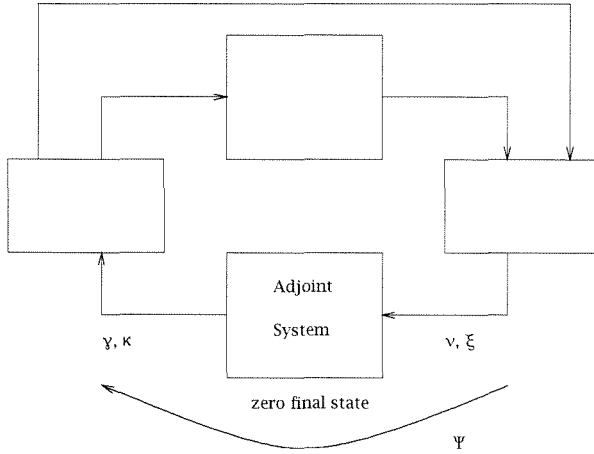 Adjoint
System
γ, κ
ν, ξ
zero final state
Ψ